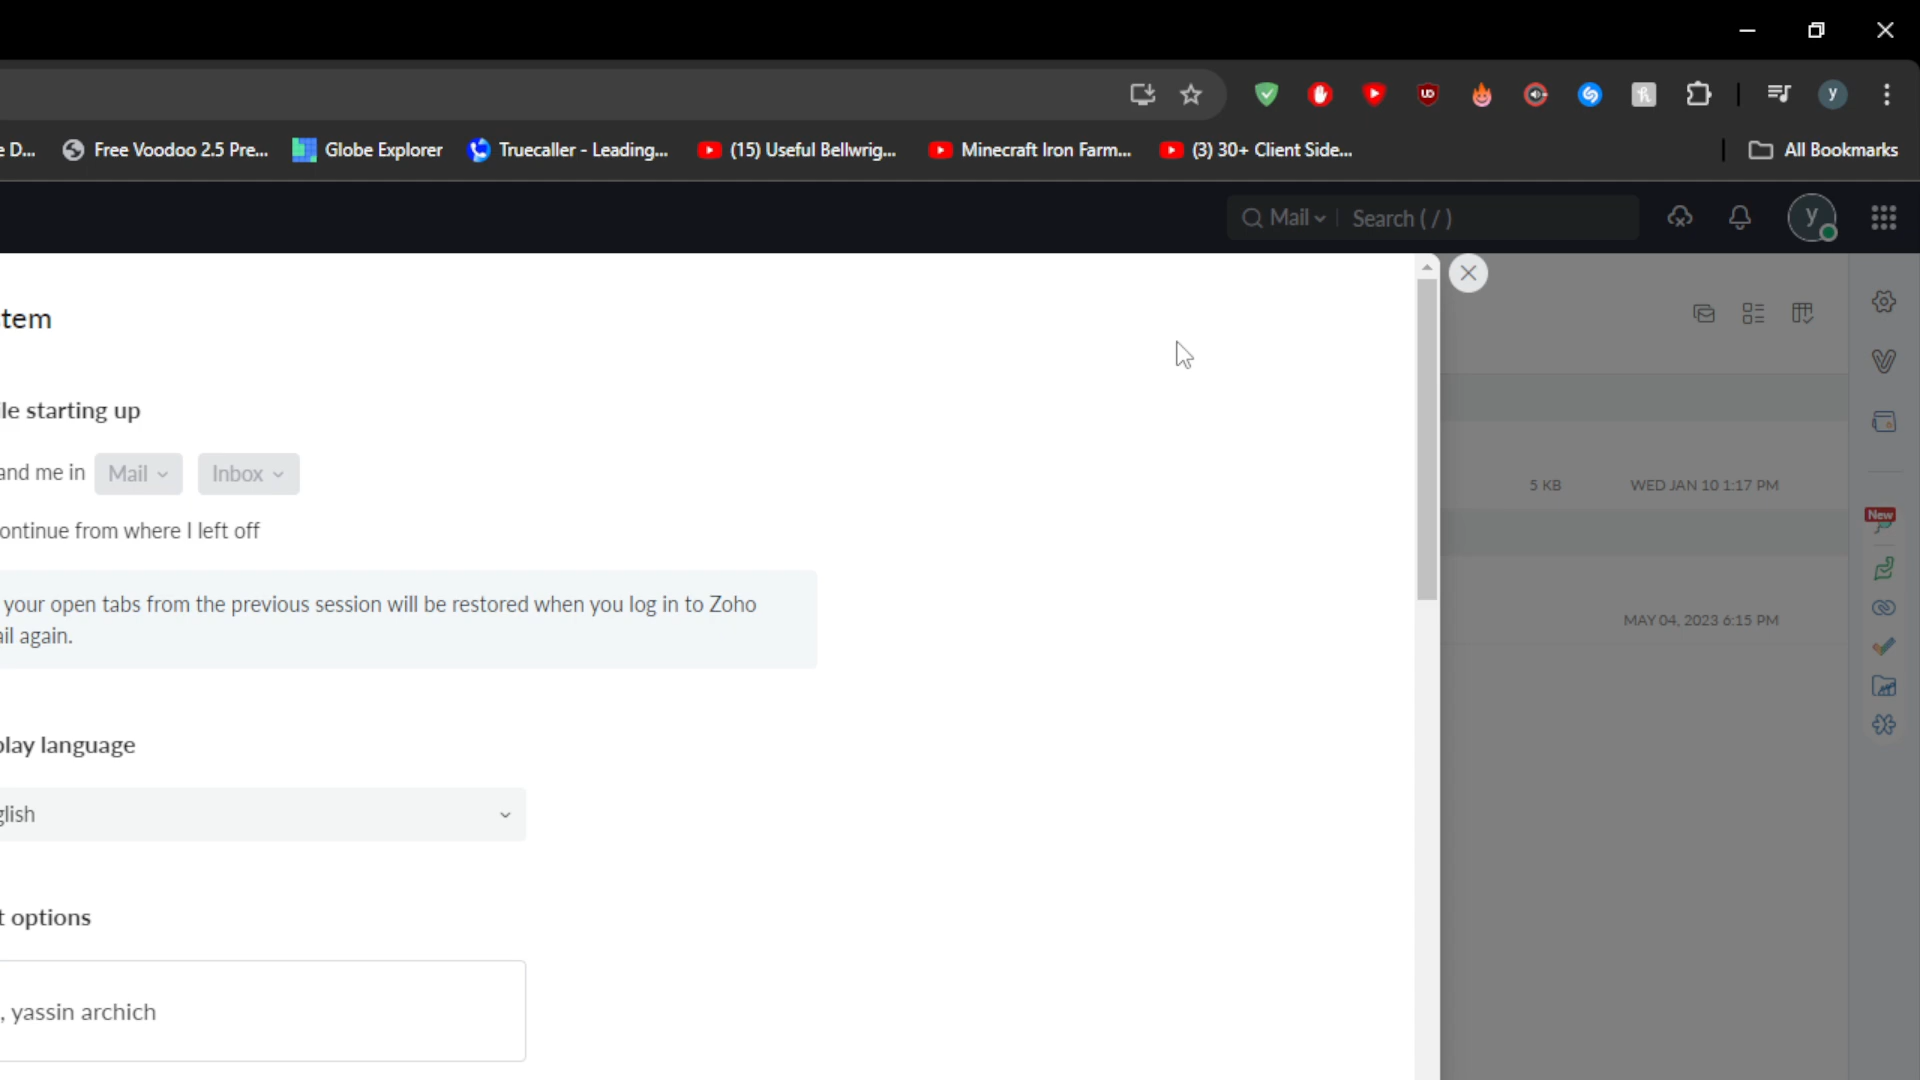 e D...
Free Voodoo 2.5 Pre...
Globe Explorer
Truecaller - Leading...
(15) Useful Bellwrig...
Minecraft Iron Farm...
(3) 30+ Client Side...
All Bookmarks
Mail
Search ( / )
y
tem
le starting up
and me in
Mail
Inbox
ontinue from where I left off
your open tabs from the previous session will be restored when you log in to Zoho
ail again.
play language
glish
t options
, yassin archich
5 KB
WED JAN 10 1:17 PM
MAY 04, 2023 6:15 PM
New
y
UD